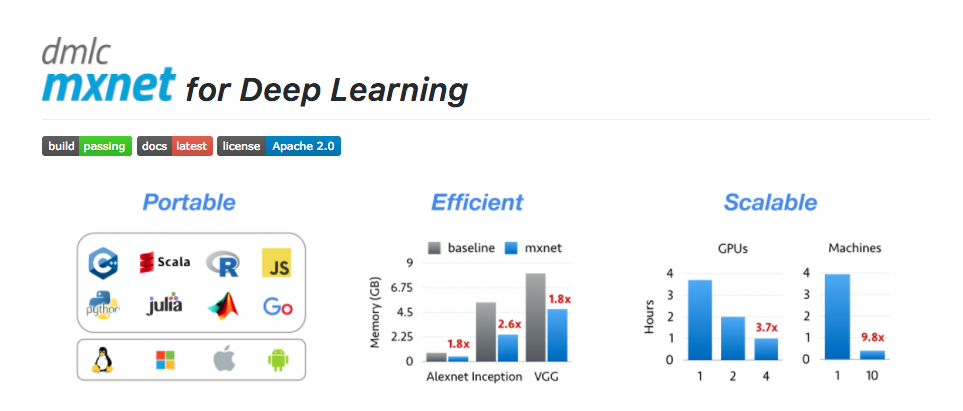 dmlc
mxnet for Deep Learning
build passing docs latest license Apache 2.0
Portable
C++
Scala
R
JS
python
julia
Go
Efficient
baseline mxnet
Memory (GB)
9
6.75
4.5
2.25
0
1.8x
2.6x
1.8x
Alexnet Inception VGG
Scalable
GPUs
Hours
4
3
2
1
0
3.7x
1 2 4
Machines
4
3
2
1
0
9.8x
1 10